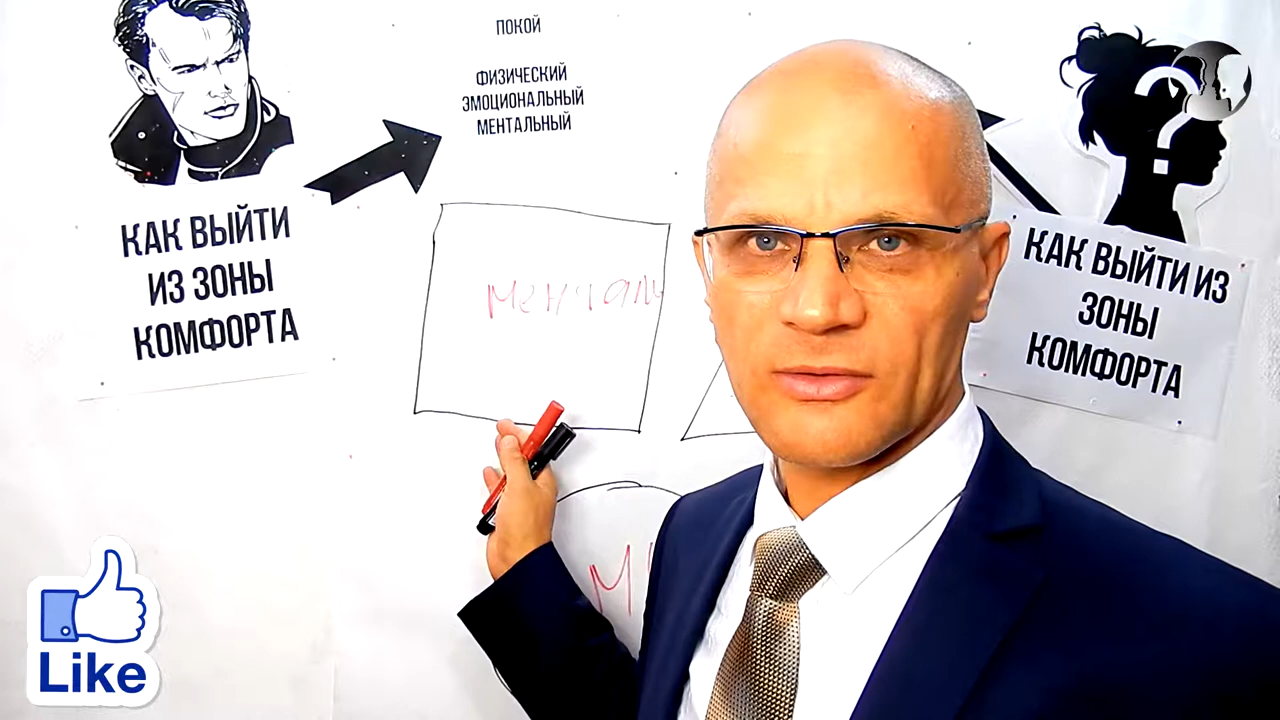 ПОКОЙ
ФИЗИЧЕСКИЙ
ЭМОЦИОНАЛЬНЫЙ
МЕНТАЛЬНЫЙ
КАК ВЫЙТИ
ИЗ ЗОНЫ
КОМФОРТА
КАК ВЫЙТИ ИЗ
ЗОНЫ
КОМФОРТА
?
Like